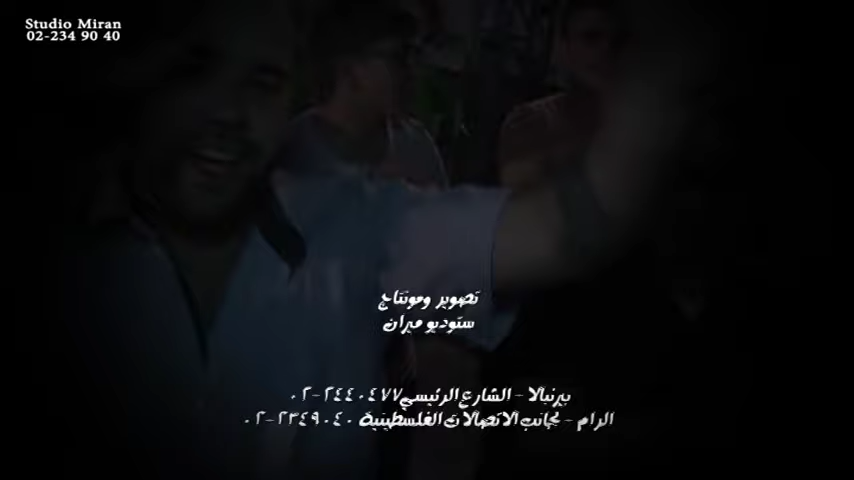 Studio Miran
02-234 90 40
تصوير ومونتاج
ستوديو ميران
بيرنبالا - الشارع الرئيسي ٠٢-٢٤٤٠٤٧٧
الرام - بجانب الاتصالات الفلسطينية ٠٢-٢٣٤٩٠٤٠